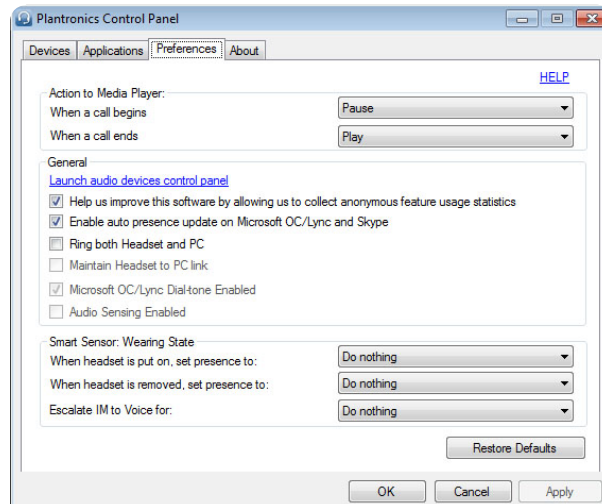 Plantronics Control Panel
Devices Applications Preferences About
HELP
Action to Media Player:
When a call begins Pause
When a call ends Play
General
Launch audio devices control panel
Help us improve this software by allowing us to collect anonymous feature usage statistics
Enable auto presence update on Microsoft OC/Lync and Skype
Ring both Headset and PC
Maintain Headset to PC link
Microsoft OC/Lync Dial-tone Enabled
Audio Sensing Enabled
Smart Sensor: Wearing State
When headset is put on, set presence to: Do nothing
When headset is removed, set presence to: Do nothing
Escalate IM to Voice for: Do nothing
Restore Defaults
OK Cancel Apply